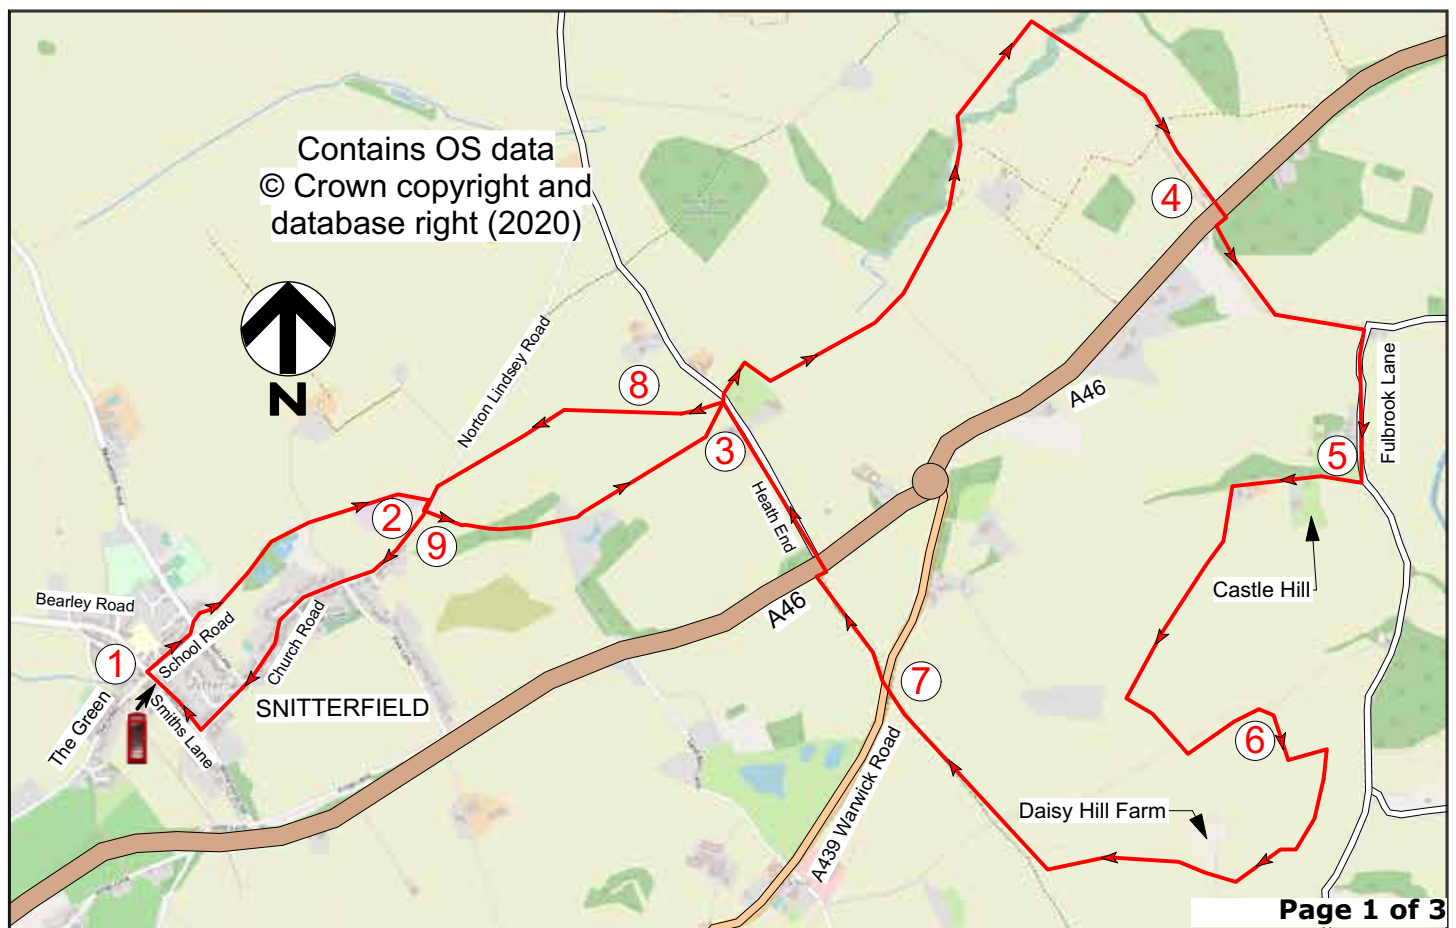 Contains OS data
© Crown copyright and
database right (2020)
N
Norton Lindsey Road
8
3
4
A46
Fulbrook Lane
5
Castle Hill
Heath End
2
9
A46
Bearley Road
School Road
1
Church Road
SNITTERFIELD
The Green
Smiths Lane
7
6
A439 Warwick Road
Daisy Hill Farm
Page 1 of 3